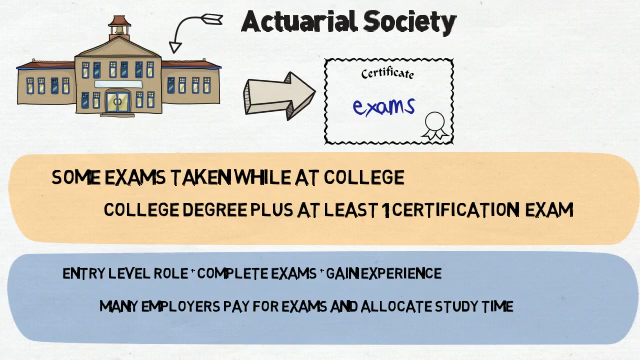 Actuarial Society
Certificate
exams
SOME EXAMS TAKEN WHILE AT COLLEGE
COLLEGE DEGREE PLUS AT LEAST 1 CERTIFICATION EXAM
ENTRY LEVEL ROLE + COMPLETE EXAMS + GAIN EXPERIENCE
MANY EMPLOYERS PAY FOR EXAMS AND ALLOCATE STUDY TIME